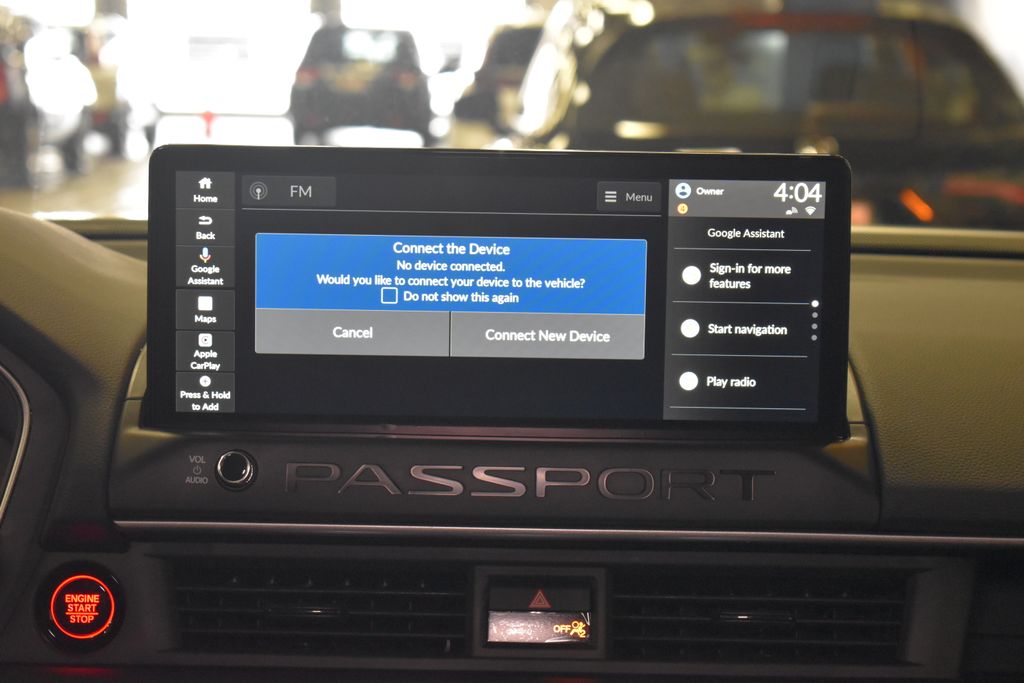 Home
Back
Google
Assistant
Maps
Apple
CarPlay
Press & Hold
to Add
FM
Menu
Connect the Device
No device connected.
Would you like to connect your device to the vehicle?
Do not show this again
Cancel
Connect New Device
Owner
4:04
Google Assistant
Sign-in for more
features
Start navigation
Play radio
VOL
AUDIO
PASSPORT
ENGINE
START
STOP
OFF